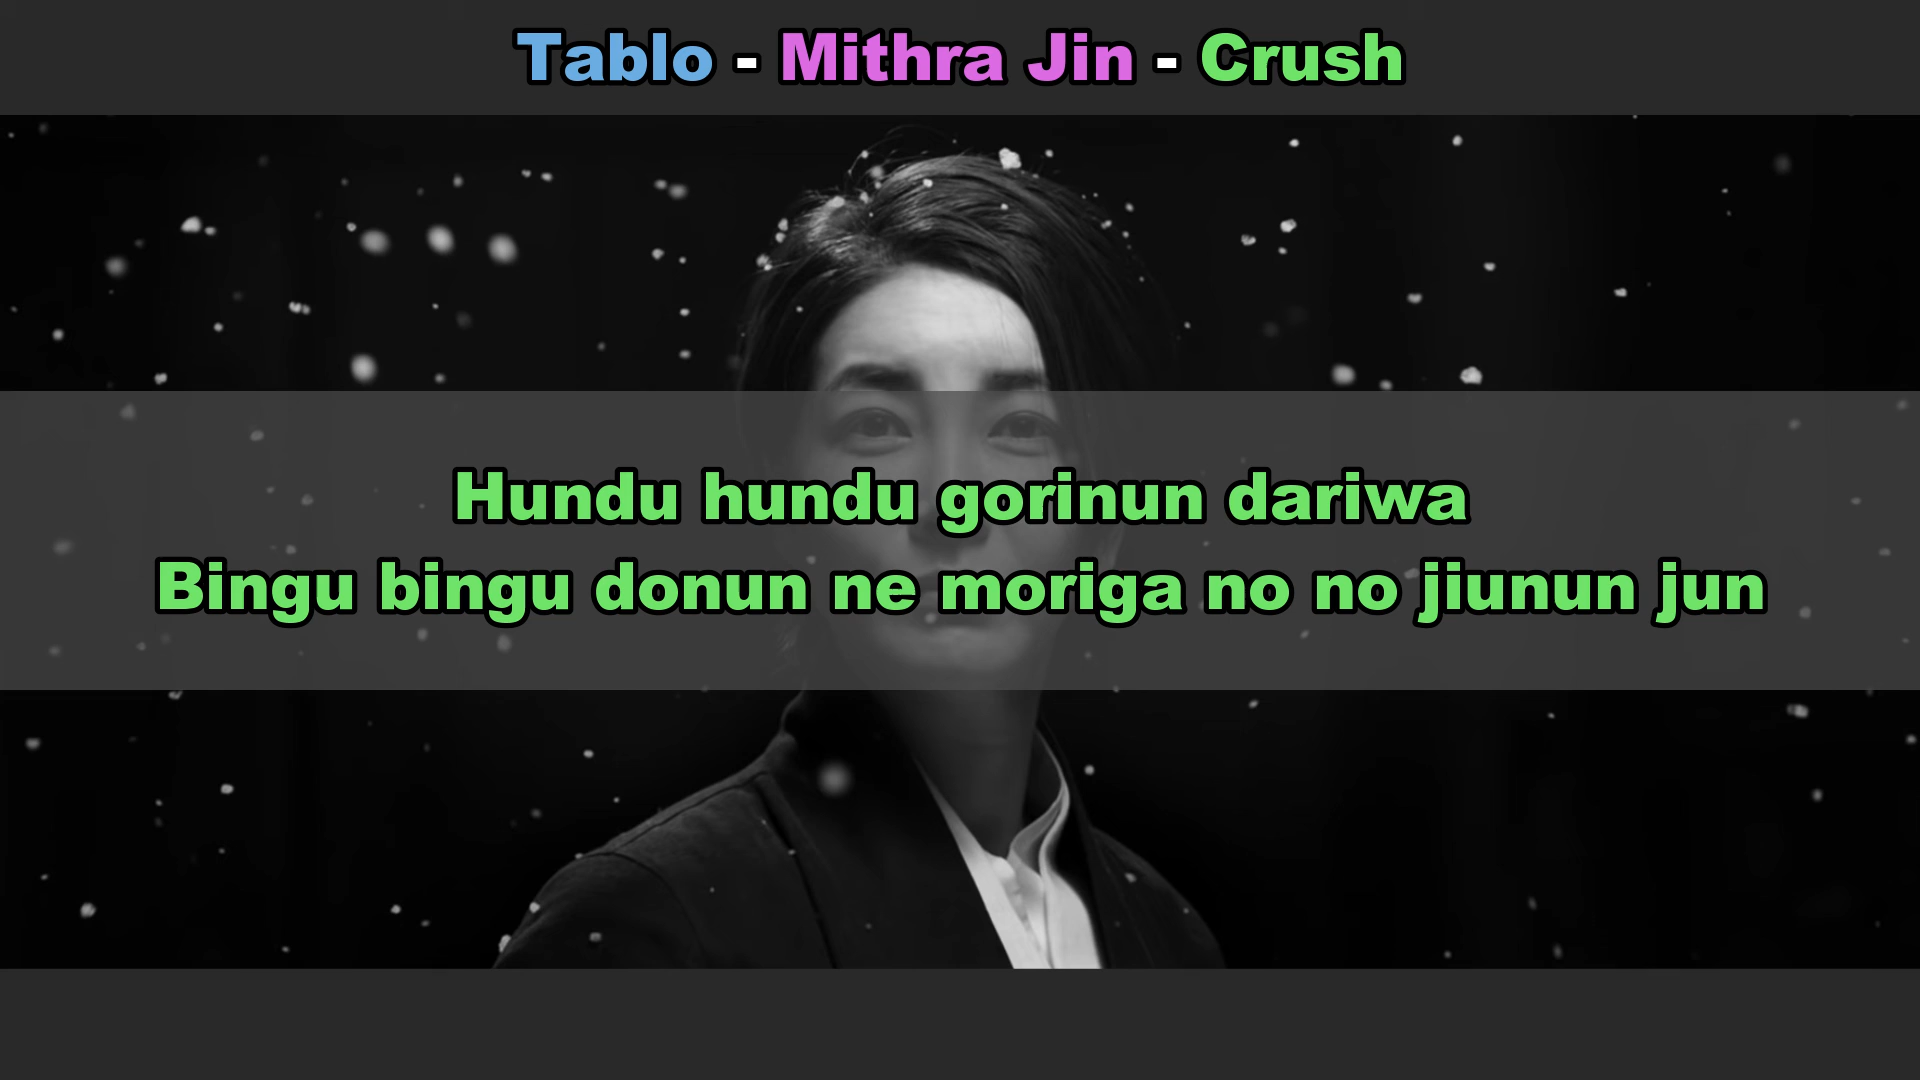 Tablo - Mithra Jin - Crush
Hundu hundu gorinun dariwa
Bingu bingu donun ne moriga no no jiunun jun